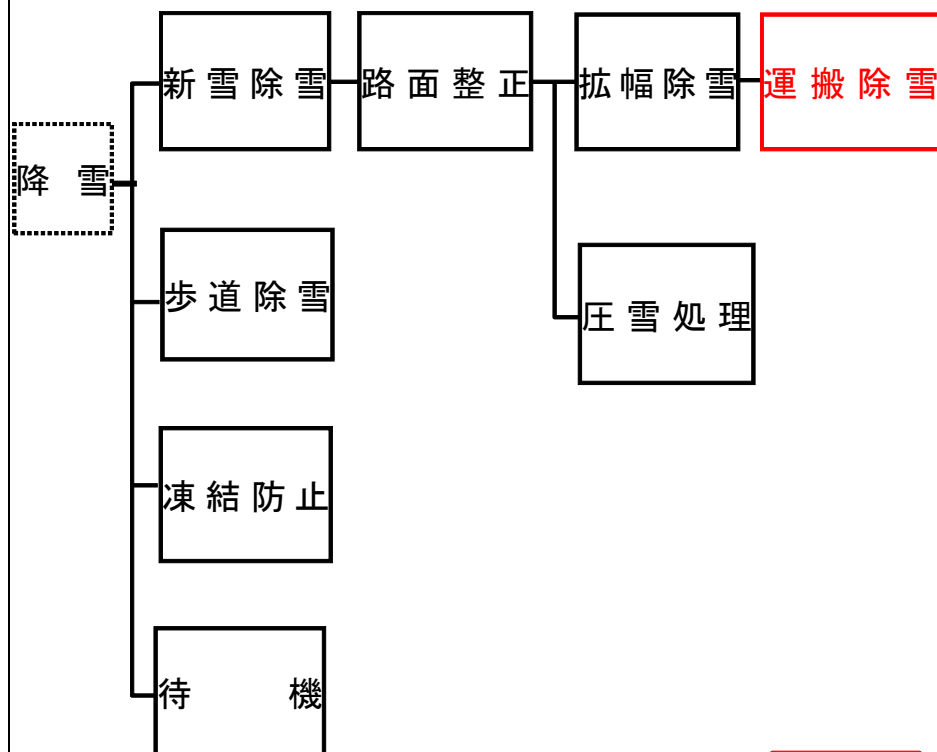 新雪除雪
路面整正
拡幅除雪
運搬除雪
降雪
歩道除雪
圧雪処理
凍結防止
待機